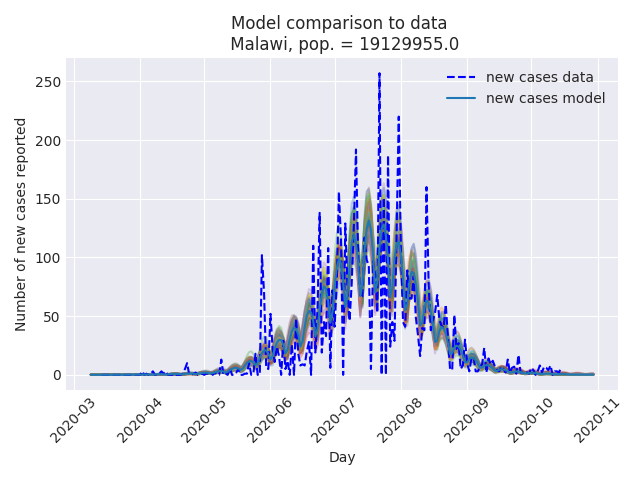 Model comparison to data
Malawi, pop. = 19129955.0
new cases data
new cases model
Number of new cases reported
250
200
150
100
50
0
2020-03
2020-04
2020-05
2020-06
2020-07
2020-08
2020-09
2020-10
2020-11
Day